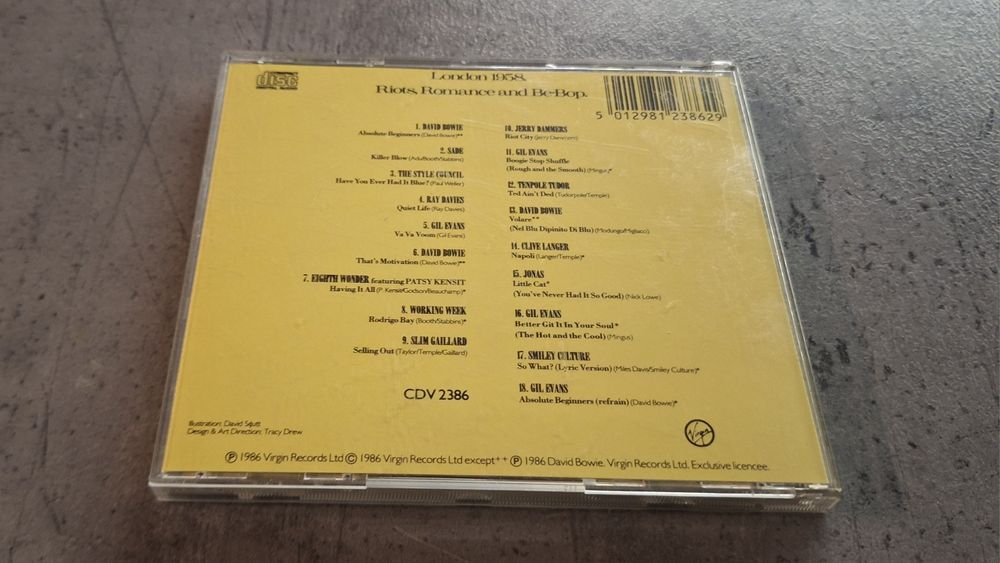 disc
London 1958,
Riots, Romance and Be-Bop.
5 012981 238629
1. DAVID BOWIE
Absolute Beginners (David Bowie)**
2. SADE
Killer Blow (Adu/Booth/Stabbins)
3. THE STYLE COUNCIL
Have You Ever Had It Blue? (Paul Weller)
4. RAY DAVIES
Quiet Life (Ray Davies)
5. GIL EVANS
Va Va Voom (Gil Evans)
6. DAVID BOWIE
That's Motivation (David Bowie)**
7. EIGHTH WONDER featuring PATSY KENSIT
Having It All (P. Kensit/Godson/Beauchamp)*
8. WORKING WEEK
Rodrigo Bay (Booth/Stabbins)*
9. SLIM GAILLARD
Selling Out (Taylor/Temple/Gaillard)
10. JERRY DAMMERS
Riot City (Jerry Dammers)
11. GIL EVANS
Boogie Stop Shuffle
(Rough and the Smooth) (Mingus)*
12. TENPOLE TUDOR
Ted Ain't Ded (Tudorpole/Temple)
13. DAVID BOWIE
Volare**
(Nel Blu Dipinito Di Blu) (Modungo/Migliaco)
14. CLIVE LANGER
Napoli (Langer/Temple)*
15. JONAS
Little Cat*
(You've Never Had It So Good) (Nick Lowe)
16. GIL EVANS
Better Git It In Your Soul*
(The Hot and the Cool) (Mingus)
17. SMILEY CULTURE
So What? (Lyric Version) (Miles Davis/Smiley Culture)*
18. GIL EVANS
Absolute Beginners (refrain) (David Bowie)*
CDV 2386
Illustration: David
Design & Art Direction: Tracy Drew
Virgin
℗ 1986 Virgin Records Ltd © 1986 Virgin Records Ltd except ** ℗ 1986 David Bowie. Virgin Records Ltd. Exclusive licencee.